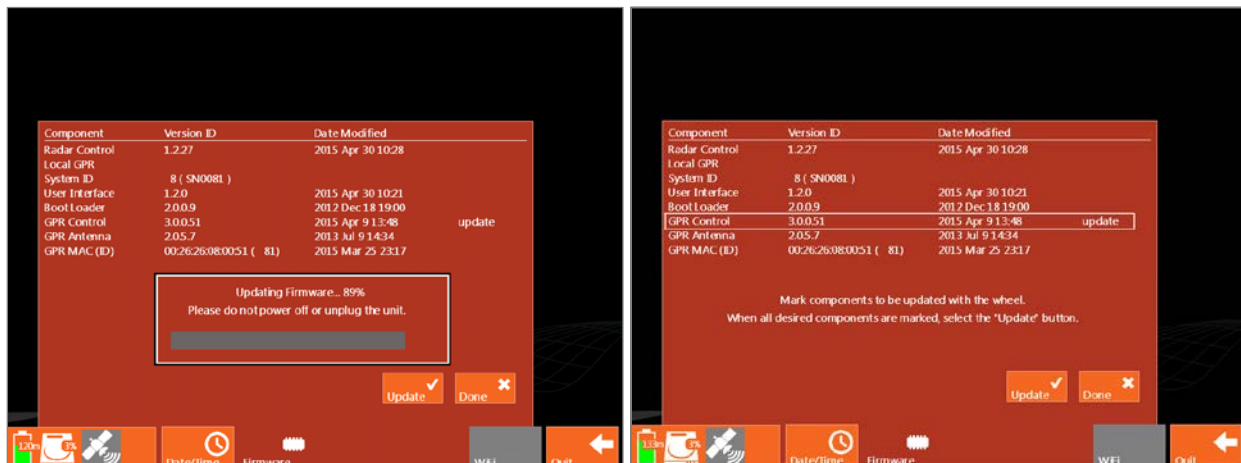 Component Version ID Date Modified
Radar Control 1.2.27 2015 Apr 30 10:28
Local GPR
System ID 8 ( SN0081 )
User Interface 1.2.0 2015 Apr 30 10:21
Boot Loader 2.0.0.9 2012 Dec 18 19:00
GPR Control 3.0.0.51 2015 Apr 9 13:48 update
GPR Antenna 2.0.5.7 2013 Jul 9 14:34
GPR MAC (ID) 00:26:26:08:00:51 ( 81) 2015 Mar 25 23:17
Updating Firmware... 89%
Please do not power off or unplug the unit.
Update Done
120m 3% Date/Time Firmware WiFi Quit
Component Version ID Date Modified
Radar Control 1.2.27 2015 Apr 30 10:28
Local GPR
System ID 8 ( SN0081 )
User Interface 1.2.0 2015 Apr 30 10:21
Boot Loader 2.0.0.9 2012 Dec 18 19:00
GPR Control 3.0.0.51 2015 Apr 9 13:48 update
GPR Antenna 2.0.5.7 2013 Jul 9 14:34
GPR MAC (ID) 00:26:26:08:00:51 ( 81) 2015 Mar 25 23:17
Mark components to be updated with the wheel.
When all desired components are marked, select the "Update" button.
Update Done
133m 3% Date/Time Firmware WiFi Quit